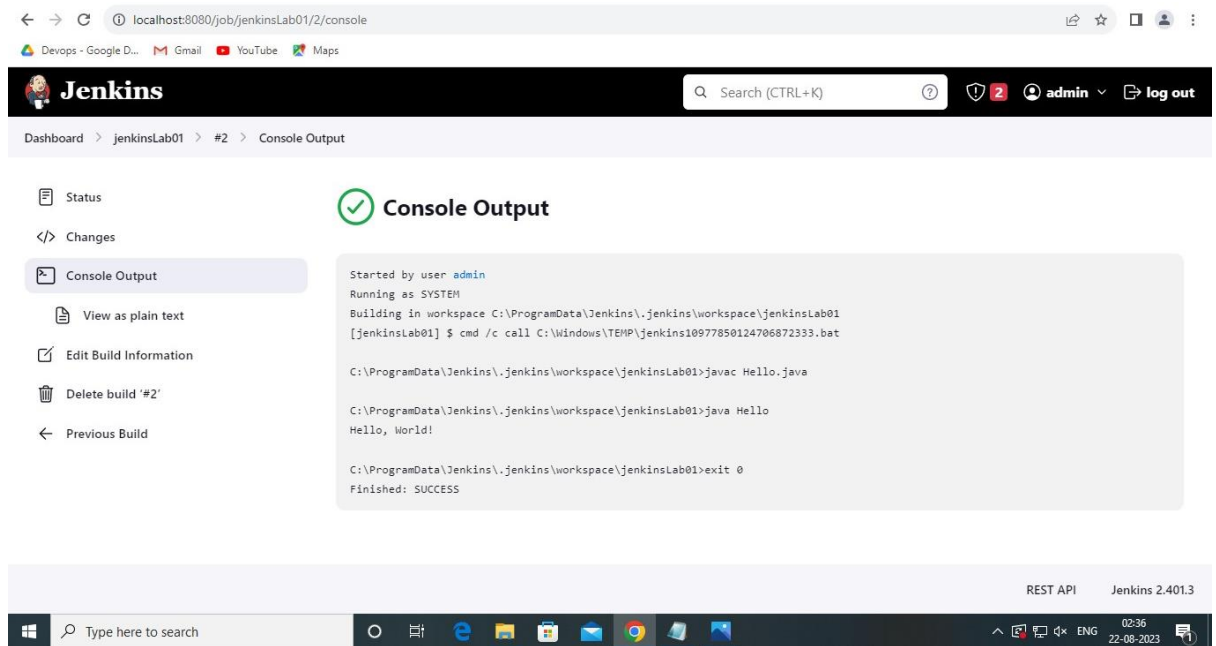 localhost:8080/job/jenkinsLab01/2/console
Devops - Google D... Gmail YouTube Maps
Jenkins Search (CTRL+K) 2 admin log out
Dashboard > jenkinsLab01 > #2 > Console Output
Status
Changes
Console Output
View as plain text
Edit Build Information
Delete build '#2'
Previous Build
Console Output
Started by user admin
Running as SYSTEM
Building in workspace C:\ProgramData\Jenkins\.jenkins\workspace\jenkinsLab01
[jenkinsLab01] $ cmd /c call C:\Windows\TEMP\jenkins10977850124706872333.bat
C:\ProgramData\Jenkins\.jenkins\workspace\jenkinsLab01>javac Hello.java
C:\ProgramData\Jenkins\.jenkins\workspace\jenkinsLab01>java Hello
Hello, World!
C:\ProgramData\Jenkins\.jenkins\workspace\jenkinsLab01>exit 0
Finished: SUCCESS
REST API Jenkins 2.401.3
Type here to search ENG 02:36
22-08-2023